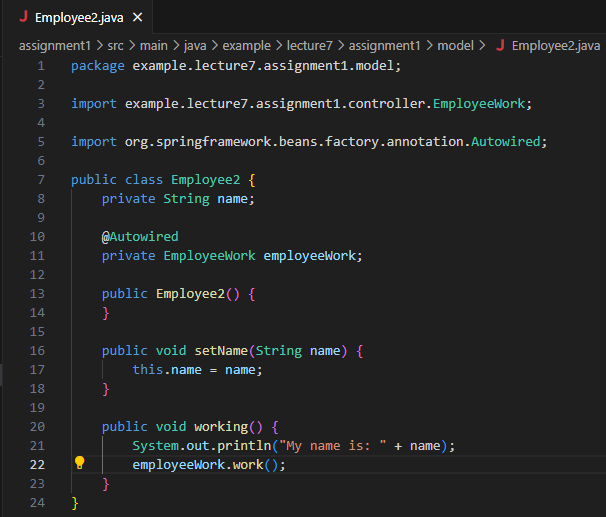 J Employee2.java ×
assignment1 > src > main > java > example > lecture7 > assignment1 > model > J Employee2.java
1 package example.lecture7.assignment1.model;
2
3 import example.lecture7.assignment1.controller.EmployeeWork;
4
5 import org.springframework.beans.factory.annotation.Autowired;
6
7 public class Employee2 {
8     private String name;
9
10     @Autowired
11     private EmployeeWork employeeWork;
12
13     public Employee2() {
14     }
15
16     public void setName(String name) {
17         this.name = name;
18     }
19
20     public void working() {
21         System.out.println("My name is: " + name);
22         employeeWork.work();
23     }
24 }